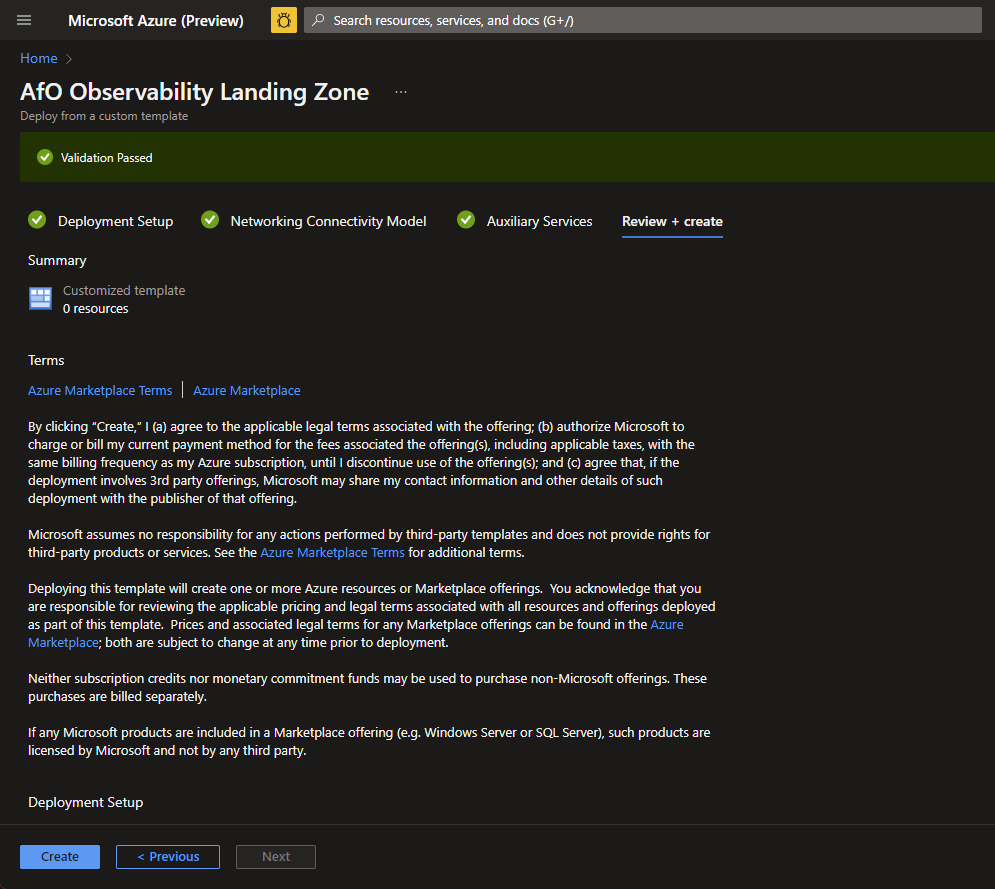 Microsoft Azure (Preview)
Search resources, services, and docs (G+/)
Home
AfO Observability Landing Zone
...
Deploy from a custom template
Validation Passed
Deployment Setup
Networking Connectivity Model
Auxiliary Services
Review + create
Summary
Customized template
0 resources
Terms
Azure Marketplace Terms | Azure Marketplace
By clicking “Create,” I (a) agree to the applicable legal terms associated with the offering; (b) authorize Microsoft to
charge or bill my current payment method for the fees associated the offering(s), including applicable taxes, with the
same billing frequency as my Azure subscription, until I discontinue use of the offering(s); and (c) agree that, if the
deployment involves 3rd party offerings, Microsoft may share my contact information and other details of such
deployment with the publisher of that offering.
Microsoft assumes no responsibility for any actions performed by third-party templates and does not provide rights for
third-party products or services. See the Azure Marketplace Terms for additional terms.
Deploying this template will create one or more Azure resources or Marketplace offerings. You acknowledge that you
are responsible for reviewing the applicable pricing and legal terms associated with all resources and offerings deployed
as part of this template. Prices and associated legal terms for any Marketplace offerings can be found in the Azure
Marketplace; both are subject to change at any time prior to deployment.
Neither subscription credits nor monetary commitment funds may be used to purchase non-Microsoft offerings. These
purchases are billed separately.
If any Microsoft products are included in a Marketplace offering (e.g. Windows Server or SQL Server), such products are
licensed by Microsoft and not by any third party.
Deployment Setup
Create
< Previous
Next